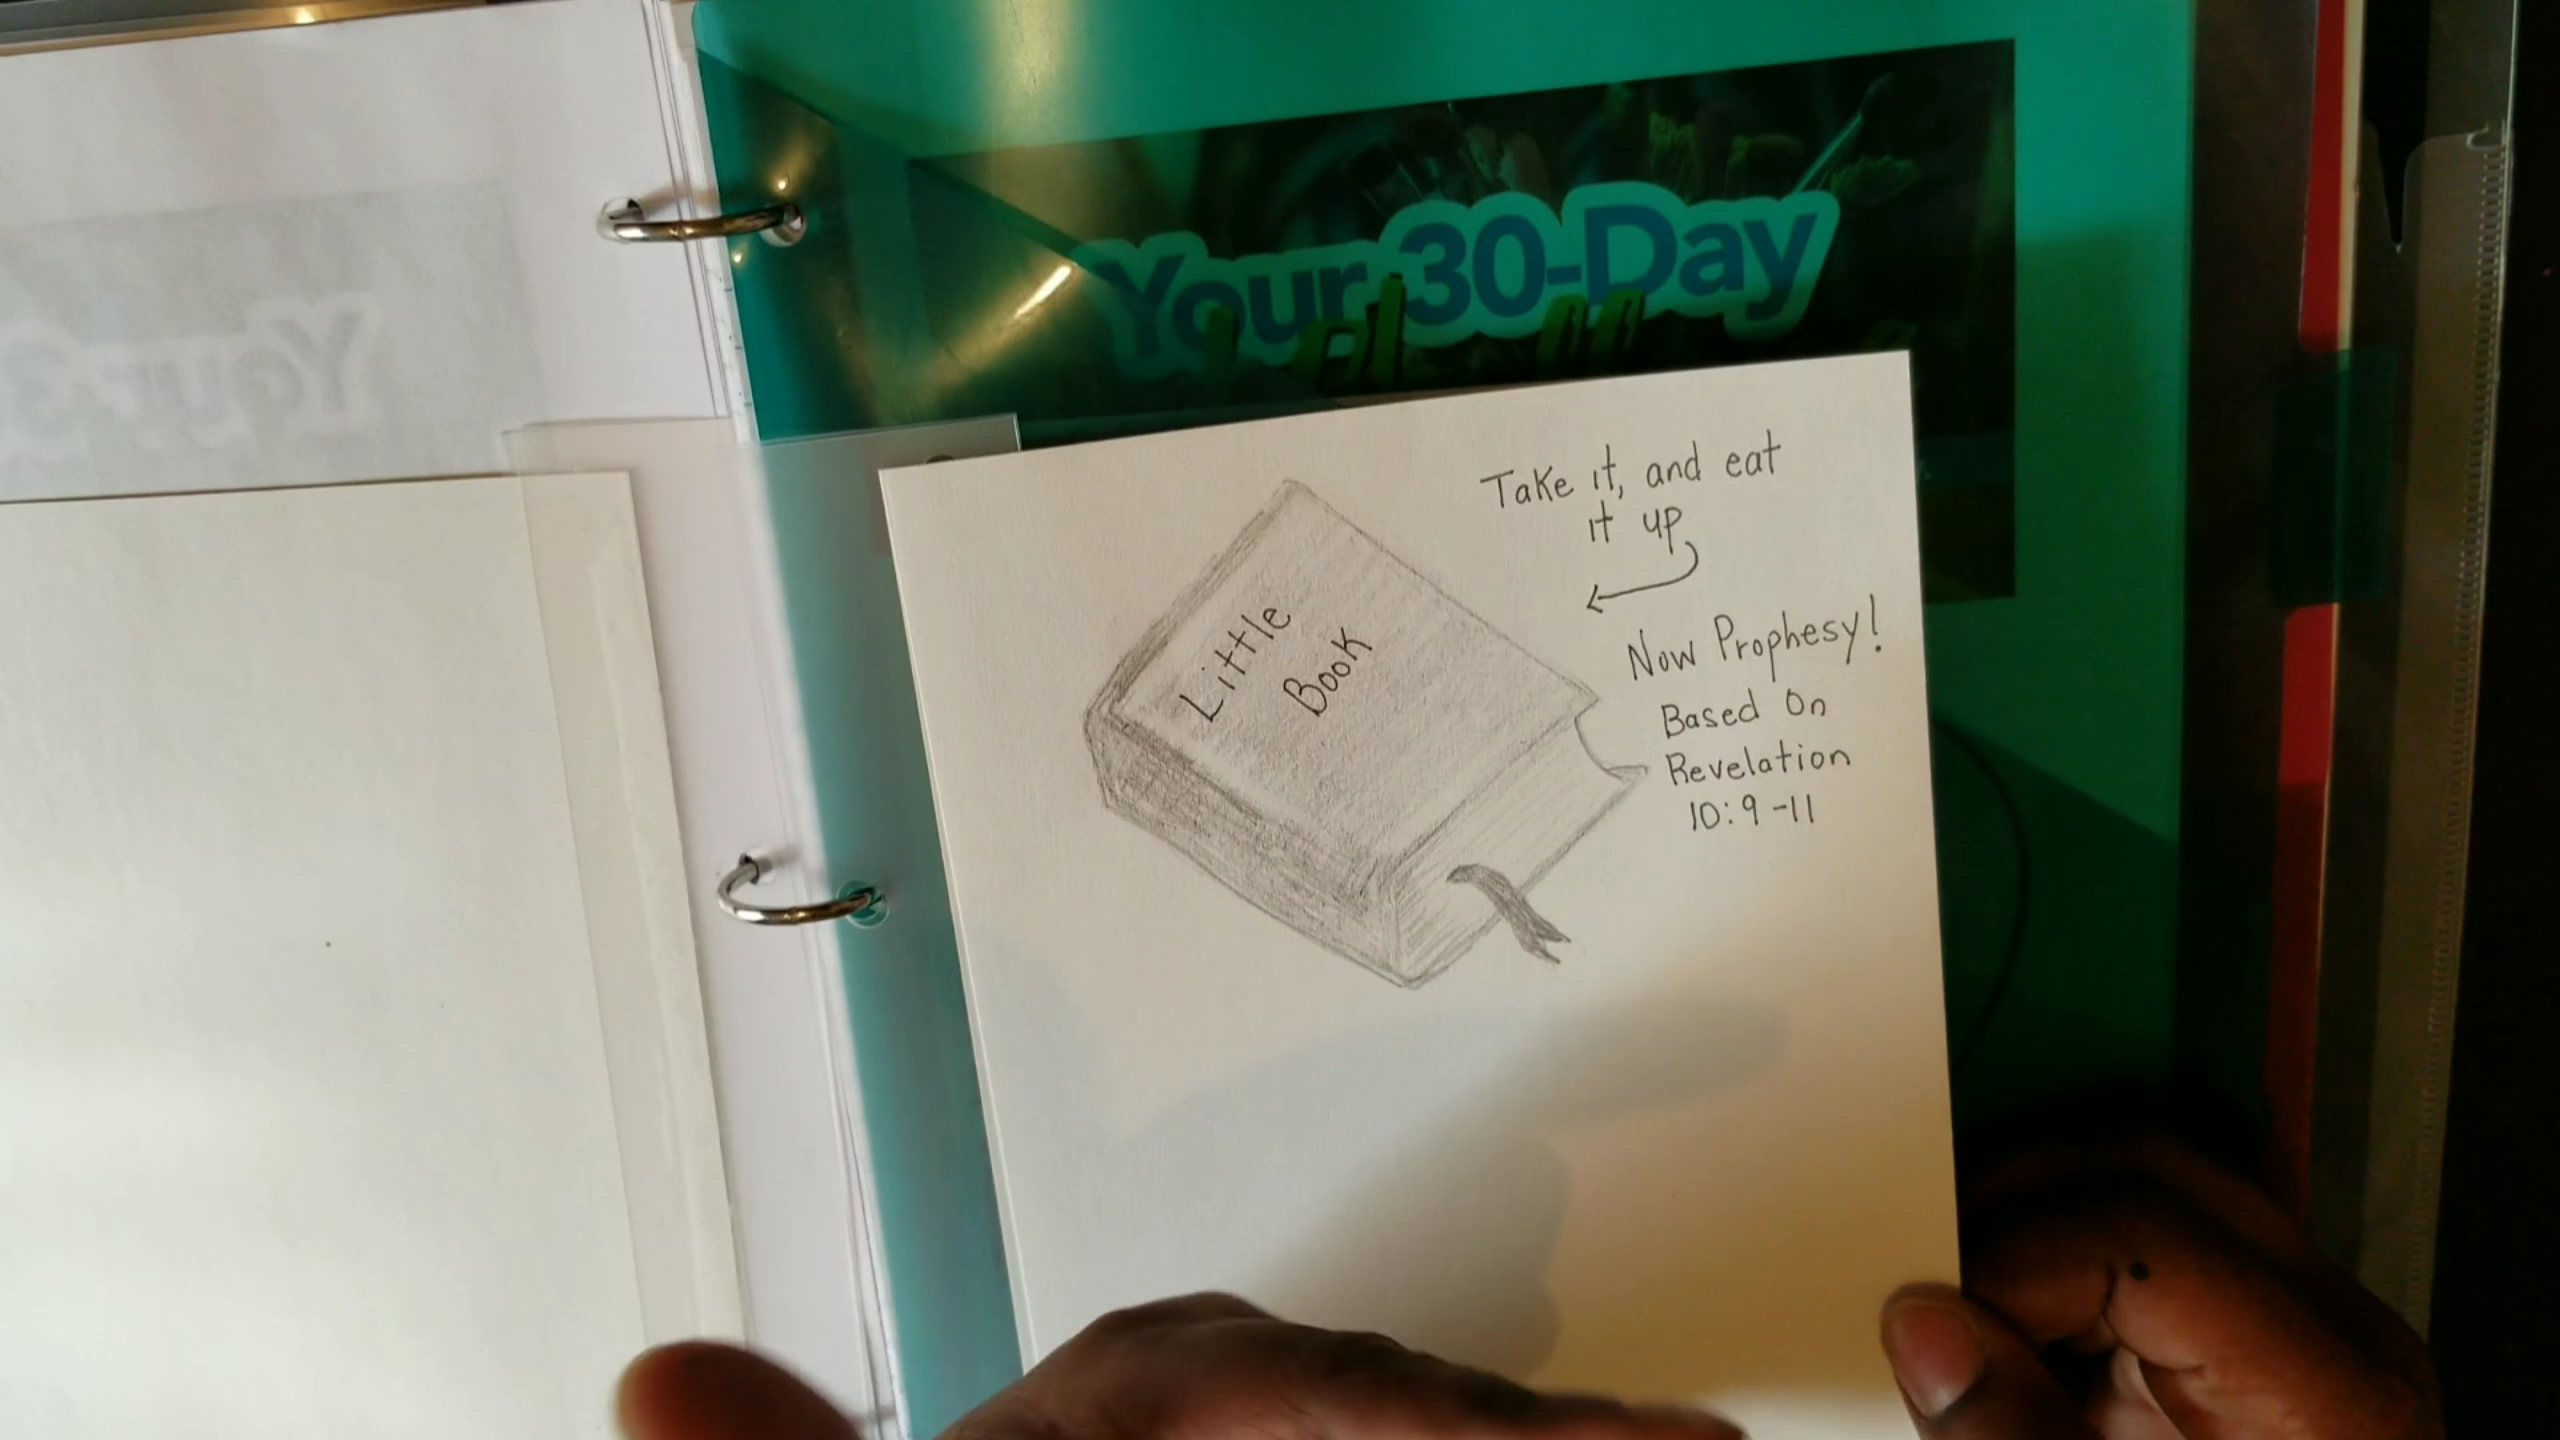 Your 30-Day
Take it, and eat
it up
Little
Book
Now Prophesy!
Based On
Revelation
10:9-11